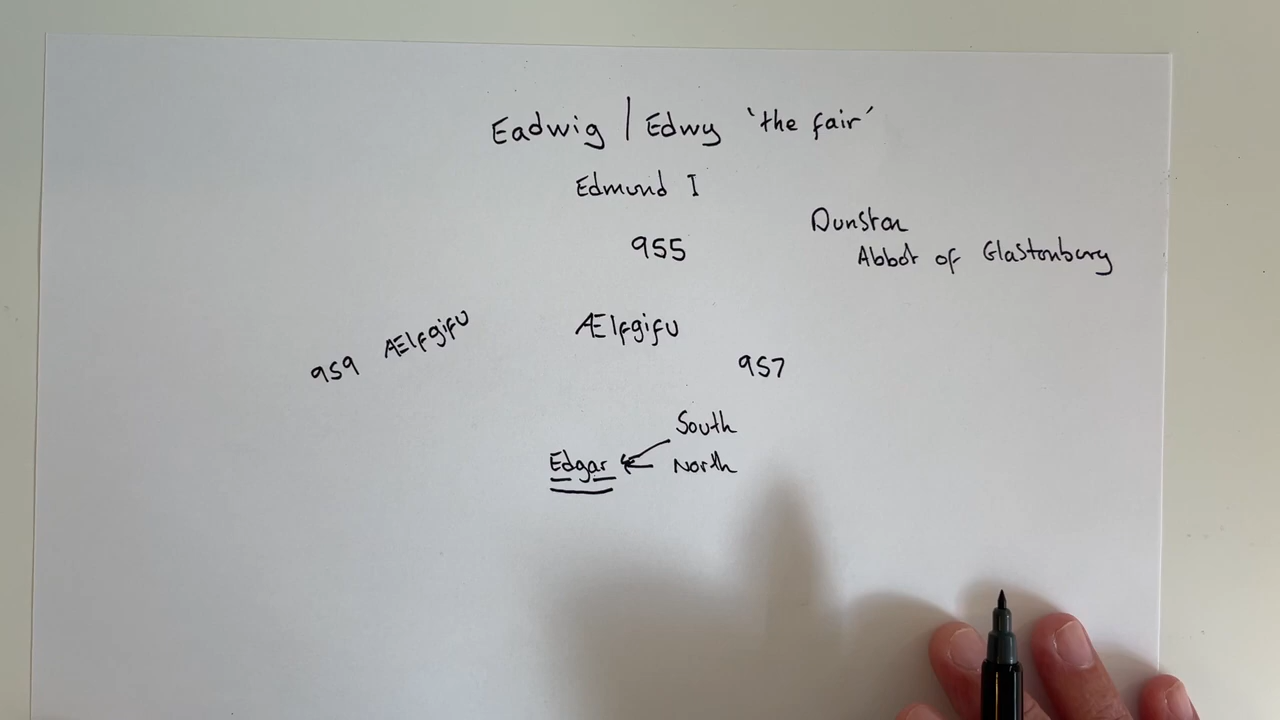 Eadwig | Edwy 'the fair'
Edmund I
955
Dunstan
Abbot of Glastonbury
Ælfgifu
959 Ælfgifu
957
South
Edgar
North